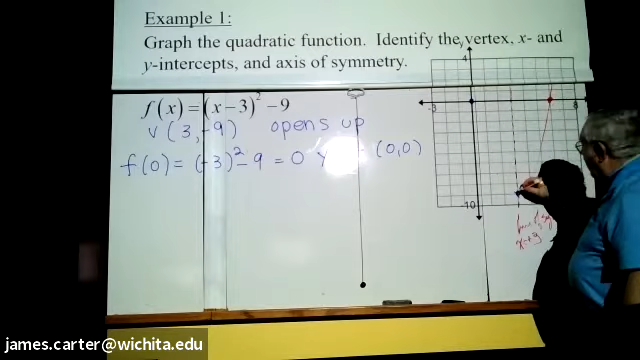 Example 1:
Graph the quadratic function. Identify the vertex, x- and
y-intercepts, and axis of symmetry.
f(x) = (x-3)² -9
V (3, -9) opens up
f(0) = (-3)² - 9 = 0 (0,0)
4
-3
8
-10
james.carter@wichita.edu